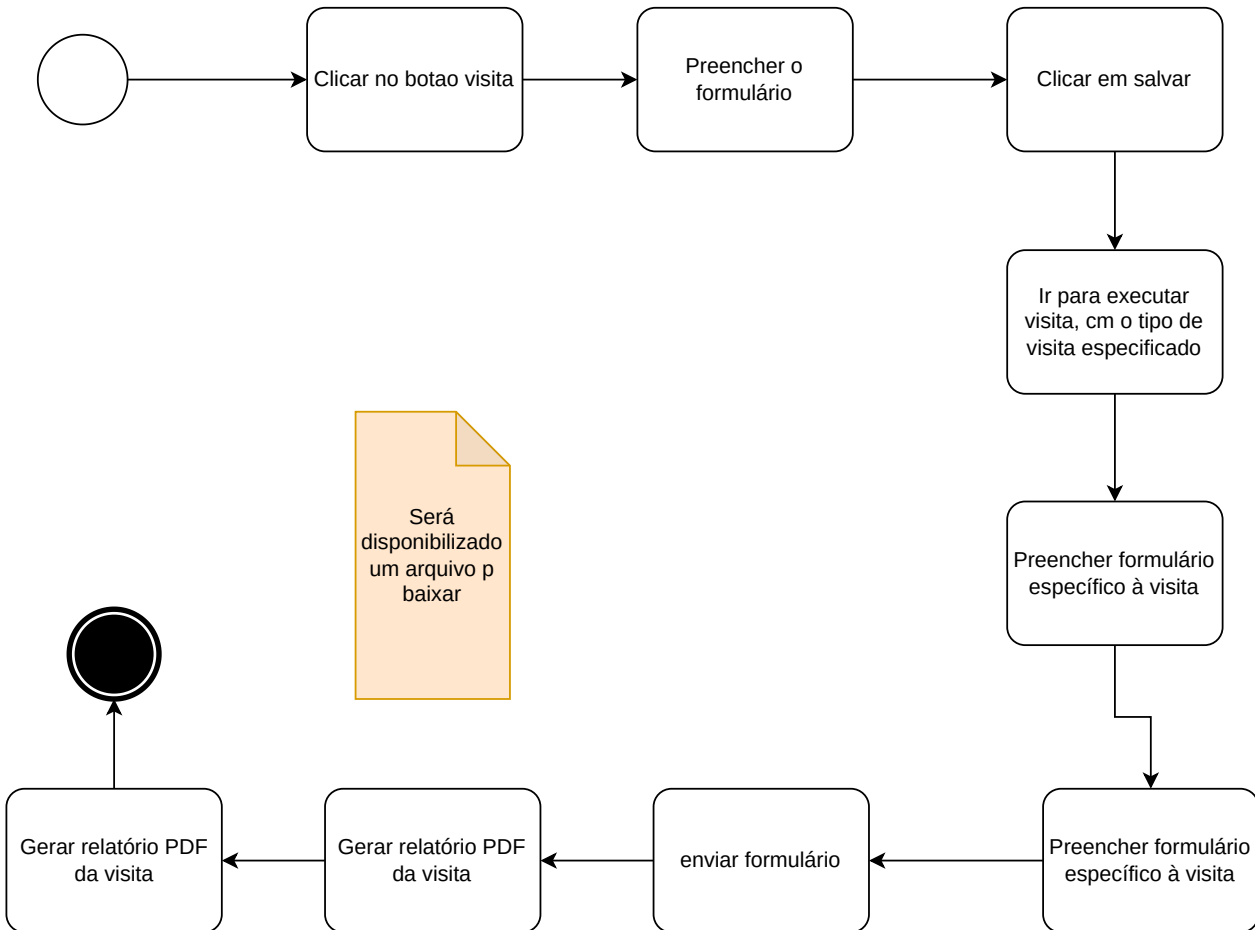 Clicar no botao visita
Preencher o
formulário
Clicar em salvar
Ir para executar
visita, cm o tipo de
visita especificado
Será
disponibilizado
um arquivo p
baixar
Preencher formulário
específico à visita
Gerar relatório PDF
da visita
Gerar relatório PDF
da visita
enviar formulário
Preencher formulário
específico à visita